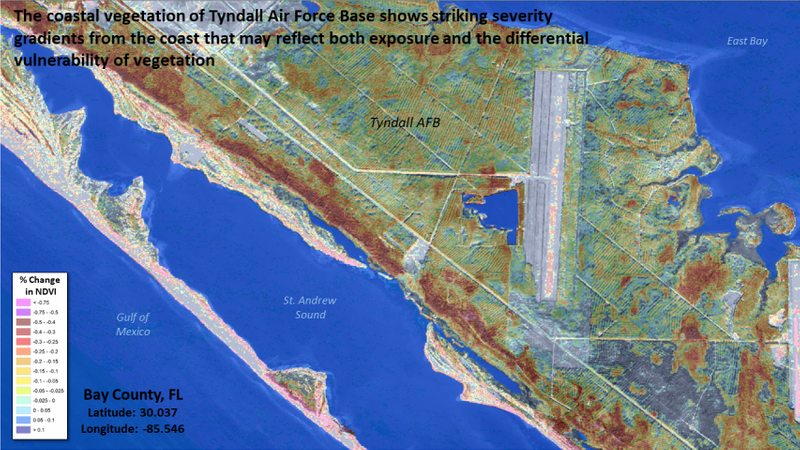 The coastal vegetation of Tyndall Air Force Base shows striking severity
gradients from the coast that may reflect both exposure and the differential
vulnerability of vegetation
East Bay
Tyndall AFB
% Change
in NDVI
< -0.75
-0.75 - -0.5
-0.5 - -0.4
-0.4 - -0.3
-0.3 - -0.25
-0.25 - -0.2
-0.2 - -0.15
-0.15 - -0.1
-0.1 - -0.05
-0.05 - -0.025
-0.025 - 0
0 - 0.05
0.05 - 0.1
> 0.1
Gulf of
Mexico
St. Andrew
Sound
Bay County, FL
Latitude: 30.037
Longitude: -85.546